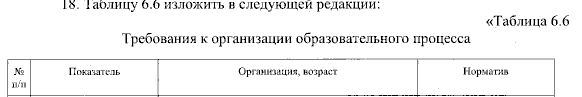 18. Таблицу 6.6 изложить в следующей редакции:
«Таблица 6.6
Требования к организации образовательного процесса
№ п/п Показатель Организация, возраст Норматив